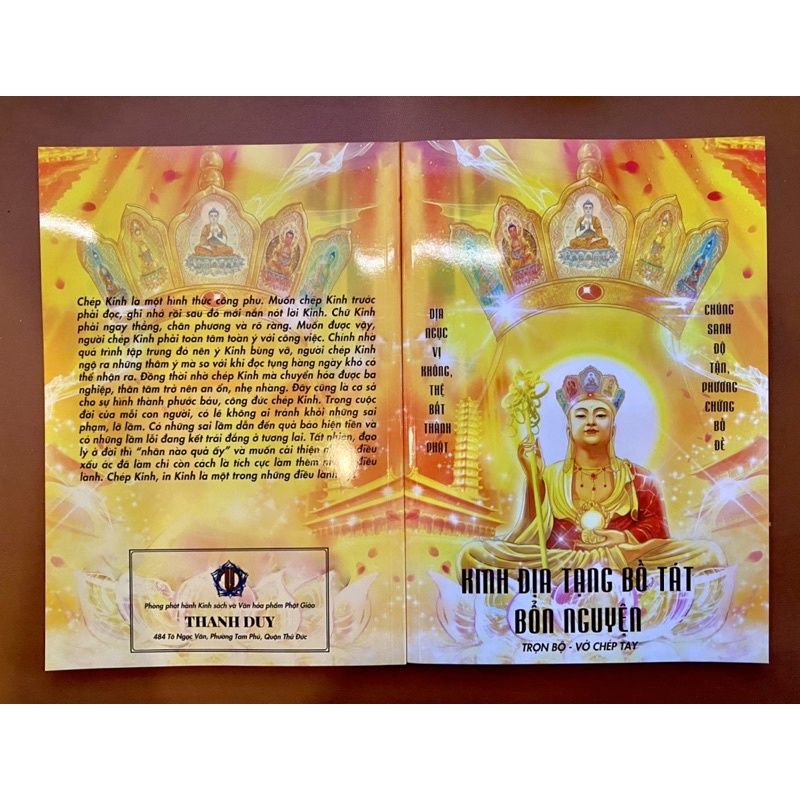 Chép Kinh là một hình thức công phu. Muốn chép Kinh trước
phải đọc, ghi nhớ rồi sau đó mới nắn nót lời Kinh. Chữ Kinh
phải ngay thẳng, chân phương và rõ ràng. Muốn được vậy,
người chép Kinh phải toàn tâm toàn ý với công việc. Chính nhờ
quá trình tập trung đó nên ý Kinh bùng vỡ, người chép Kinh
ngộ ra những thâm ý mà so với khi đọc tụng hàng ngày khó có
thể nhận ra. Đồng thời nhờ chép Kinh mà chuyển hóa được ba
nghiệp, thân tâm trở nên an ổn, nhẹ nhàng. Đây cũng là cơ sở
cho sự hình thành phước báu, công đức chép Kinh. Trong cuộc
đời của mỗi con người, có lẽ không ai tránh khỏi những sai
phạm, lỡ lầm. Có những sai lầm dẫn đến quả báo hiện tiền và
có những lầm lỗi đang kết trái đắng ở tương lai. Tất nhiên, đạo
lý ở đời thì “nhân nào quả ấy” và muốn cải thiện những điều
xấu ác đã làm chỉ còn cách là tích cực làm thêm nhiều điều
lành. Chép Kinh, in Kinh là một trong những điều lành
Phòng phát hành Kinh sách và Văn hóa phẩm Phật Giáo
THANH DUY
484 Tô Ngọc Vân, Phường Tam Phú, Quận Thủ Đức
ĐỊA
NGỤC
VỊ
KHÔNG,
THỆ
BẤT
THÀNH
PHẬT
CHÚNG
SANH
ĐỘ
TẬN,
PHƯƠNG
CHỨNG
BỒ
ĐỀ
KINH ĐỊA TẠNG BỒ TÁT
BỔN NGUYỆN
TRỌN BỘ - VỞ CHÉP TAY